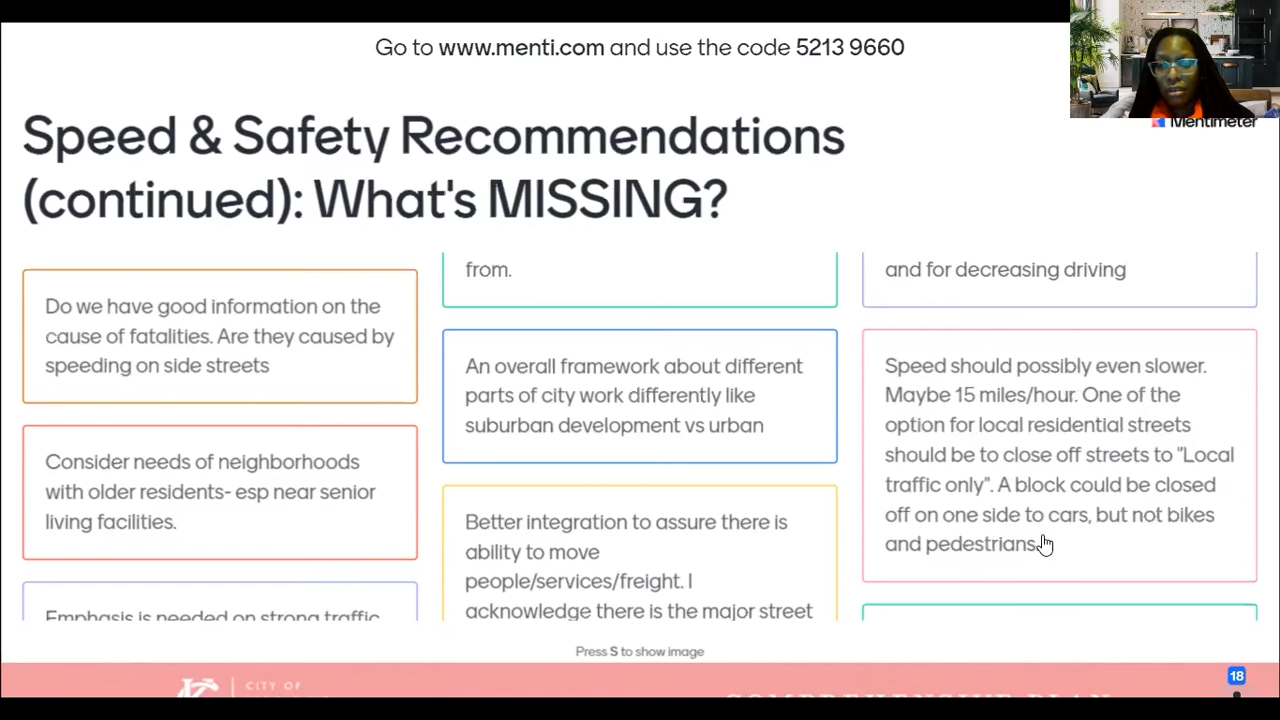 Go to www.menti.com and use the code 5213 9660
Mentimeter
Speed & Safety Recommendations
(continued): What's MISSING?
Do we have good information on the
cause of fatalities. Are they caused by
speeding on side streets
Consider needs of neighborhoods
with older residents- esp near senior
living facilities.
Emphasis is needed on strong traffic
from.
An overall framework about different
parts of city work differently like
suburban development vs urban
Better integration to assure there is
ability to move
people/services/freight. I
acknowledge there is the major street
and for decreasing driving
Speed should possibly even slower.
Maybe 15 miles/hour. One of the
option for local residential streets
should be to close off streets to "Local
traffic only". A block could be closed
off on one side to cars, but not bikes
and pedestrians
Press S to show image
18
CITY OF
COMPREHENSIVE PLAN